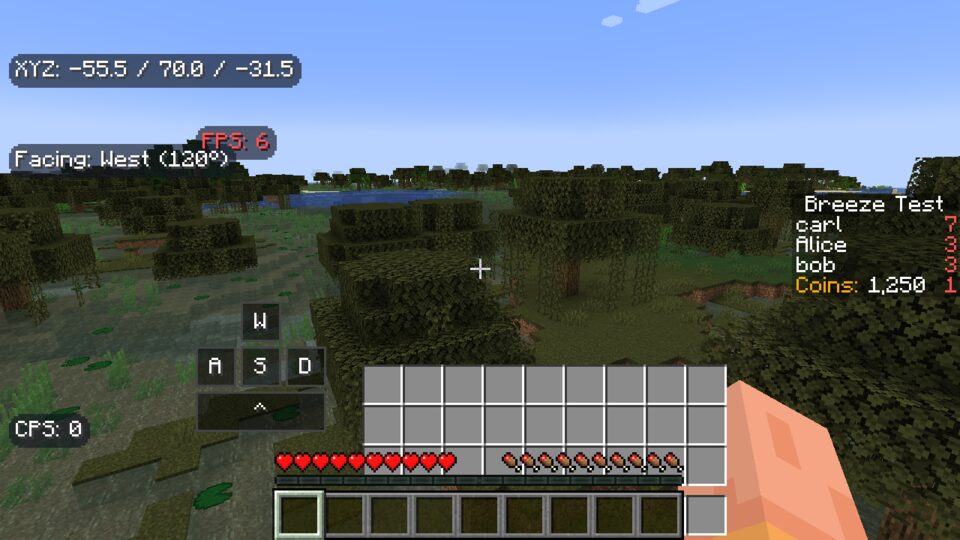 XYZ: -55.5 / 70.0 / -31.5
FPS: 6
Facing: West (120°)
Breeze Test
carl 7
Alice 3
bob 3
Coins: 1,250 1
W
A S D
^
CPS: 0